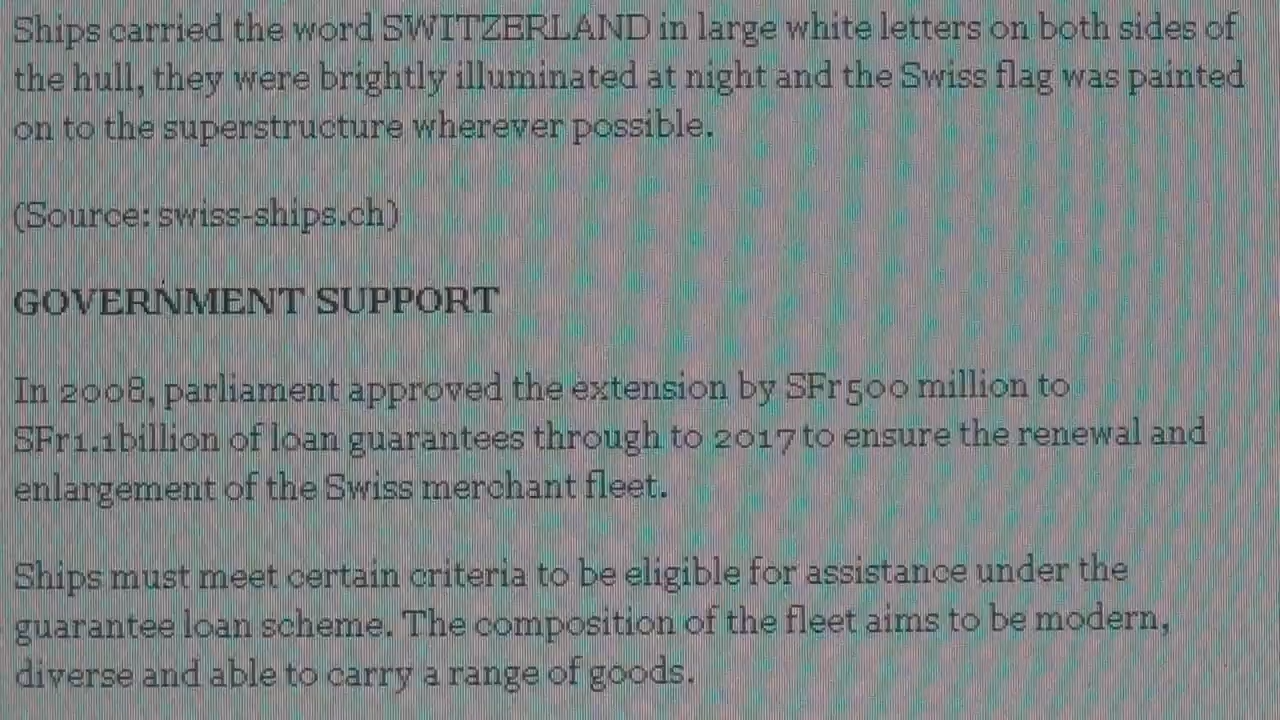 Ships carried the word SWITZERLAND in large white letters on both sides of
the hull, they were brightly illuminated at night and the Swiss flag was painted
on to the superstructure wherever possible.
(Source: swiss-ships.ch)
GOVERNMENT SUPPORT
In 2008, parliament approved the extension by SFr500 million to
SFr1.1billion of loan guarantees through to 2017 to ensure the renewal and
enlargement of the Swiss merchant fleet.
Ships must meet certain criteria to be eligible for assistance under the
guarantee loan scheme. The composition of the fleet aims to be modern,
diverse and able to carry a range of goods.